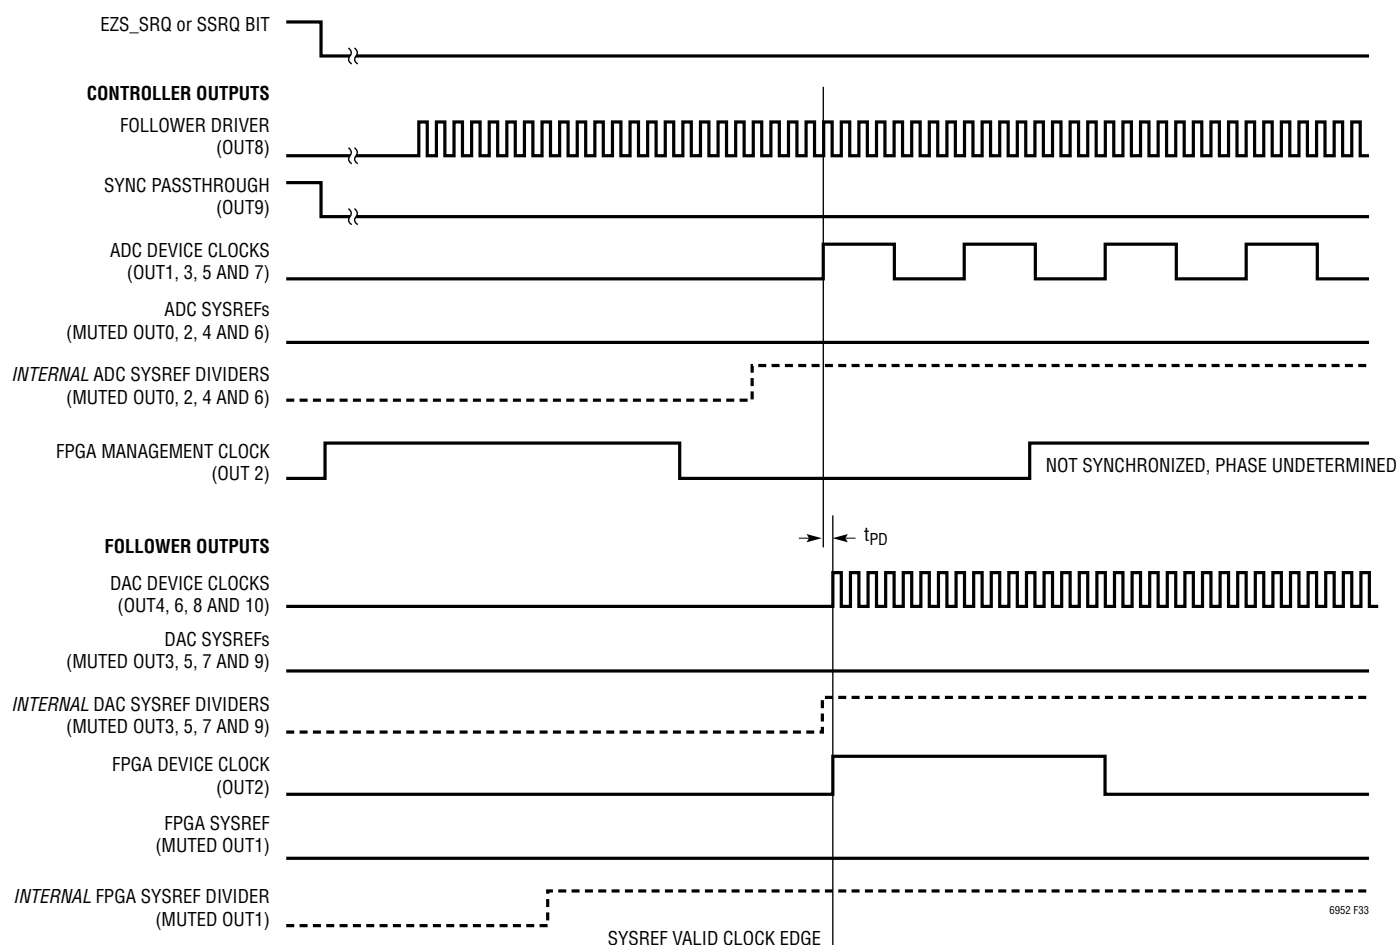 EZS_SRQ or SSRQ BIT
CONTROLLER OUTPUTS
FOLLOWER DRIVER
(OUT8)
SYNC PASSTHROUGH
(OUT9)
ADC DEVICE CLOCKS
(OUT1, 3, 5 AND 7)
ADC SYSREFs
(MUTED OUT0, 2, 4 AND 6)
INTERNAL ADC SYSREF DIVIDERS
(MUTED OUT0, 2, 4 AND 6)
FPGA MANAGEMENT CLOCK
(OUT 2)
NOT SYNCHRONIZED, PHASE UNDETERMINED
FOLLOWER OUTPUTS
tPD
DAC DEVICE CLOCKS
(OUT4, 6, 8 AND 10)
DAC SYSREFs
(MUTED OUT3, 5, 7 AND 9)
INTERNAL DAC SYSREF DIVIDERS
(MUTED OUT3, 5, 7 AND 9)
FPGA DEVICE CLOCK
(OUT2)
FPGA SYSREF
(MUTED OUT1)
INTERNAL FPGA SYSREF DIVIDER
(MUTED OUT1)
6952 F33
SYSREF VALID CLOCK EDGE